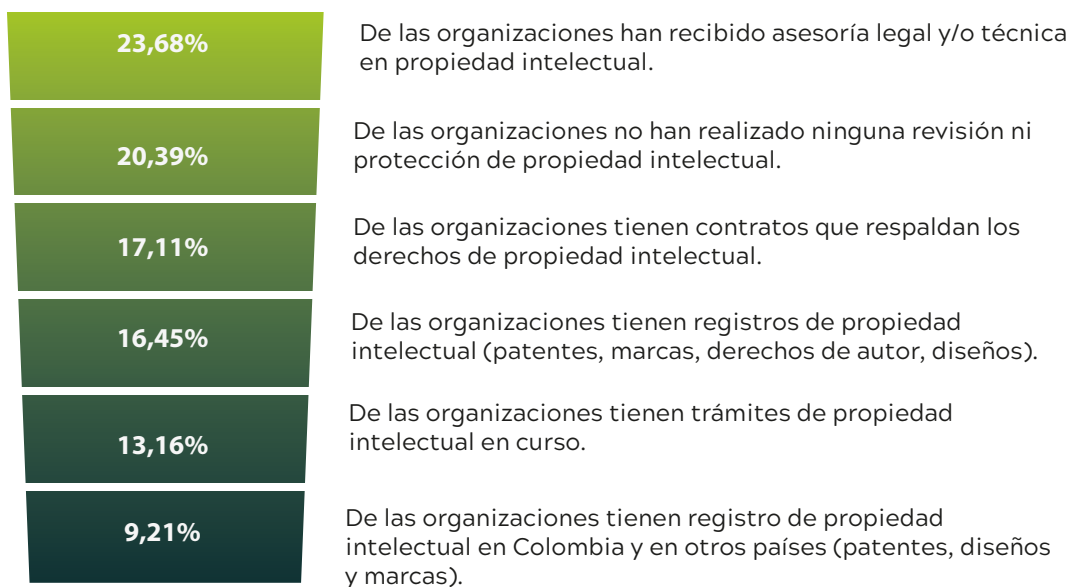 23,68%
De las organizaciones han recibido asesoría legal y/o técnica
en propiedad intelectual.
20,39%
De las organizaciones no han realizado ninguna revisión ni
protección de propiedad intelectual.
17,11%
De las organizaciones tienen contratos que respaldan los
derechos de propiedad intelectual.
16,45%
De las organizaciones tienen registros de propiedad
intelectual (patentes, marcas, derechos de autor, diseños).
13,16%
De las organizaciones tienen trámites de propiedad
intelectual en curso.
9,21%
De las organizaciones tienen registro de propiedad
intelectual en Colombia y en otros países (patentes, diseños
y marcas).